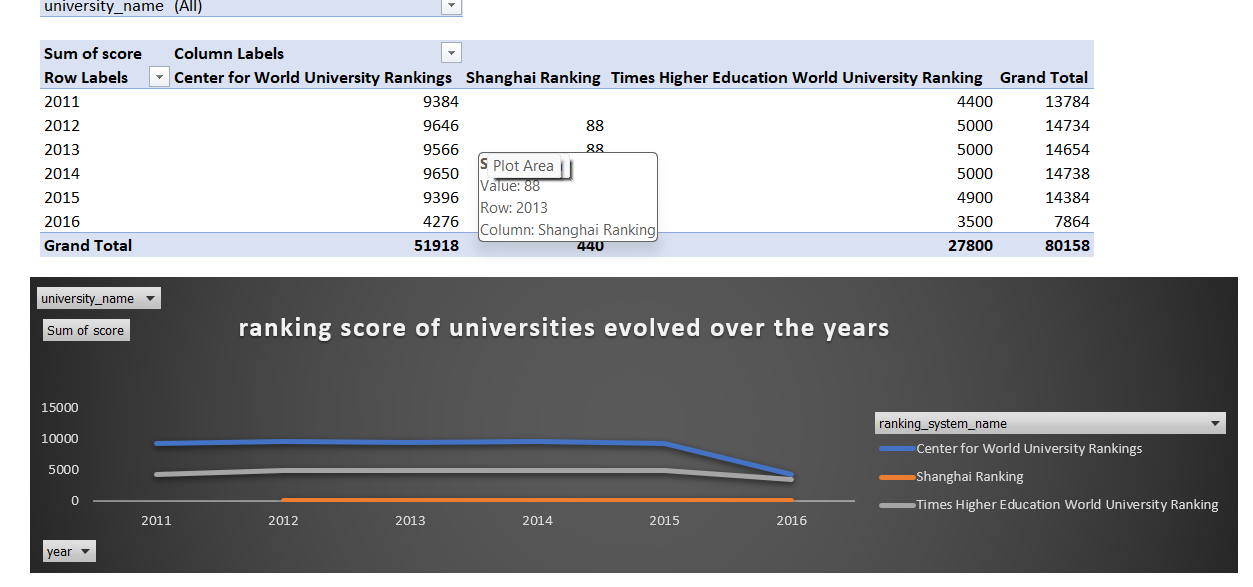 university_name (All)
Sum of score Column Labels
Row Labels Center for World University Rankings Shanghai Ranking Times Higher Education World University Ranking Grand Total
2011 9384 4400 13784
2012 9646 88 5000 14734
2013 9566 88 5000 14654
2014 9650 5000 14738
2015 9396 4900 14384
2016 4276 3500 7864
Grand Total 51918 440 27800 80158
S
Plot Area
Value: 88
Row: 2013
Column: Shanghai Ranking
university_name
Sum of score
ranking score of universities evolved over the years
15000
10000
5000
0
2011 2012 2013 2014 2015 2016
ranking_system_name
Center for World University Rankings
Shanghai Ranking
Times Higher Education World University Ranking
year